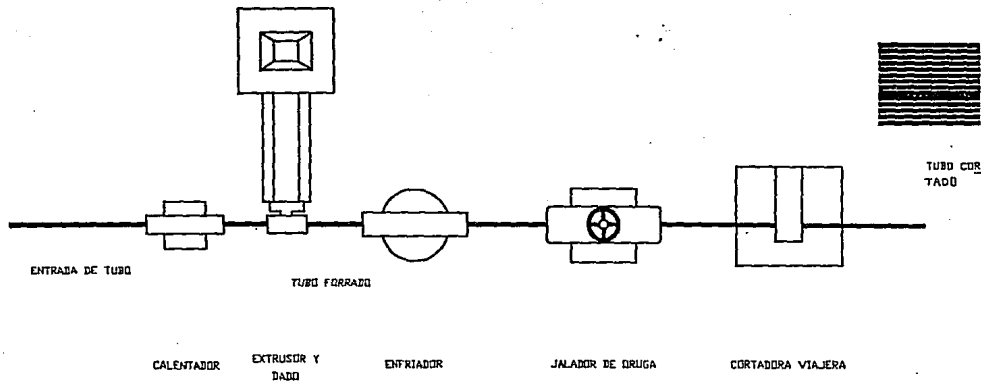 TUBO COR
TADO
ENTRADA DE TUBO
TUBO FORRADO
CALENTADOR
EXTRUSOR Y
DADO
ENFRIADOR
JALADOR DE ORUGA
CORTADORA VIAJERA